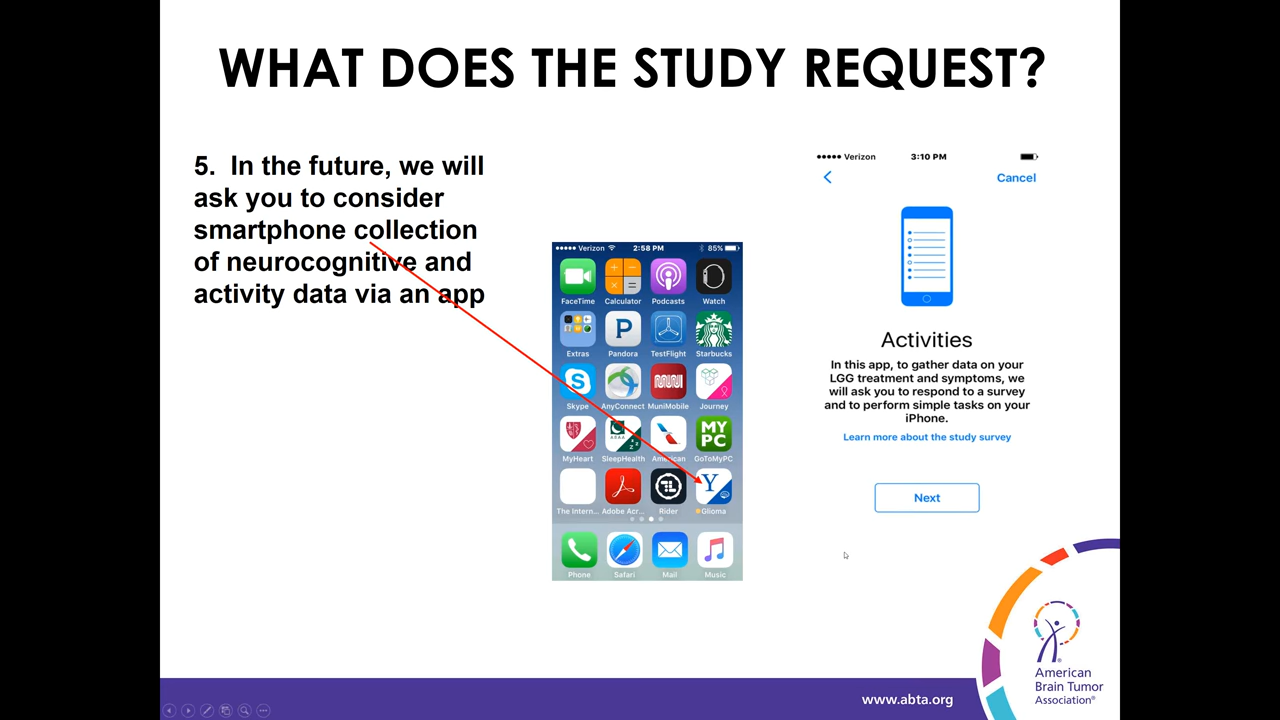 WHAT DOES THE STUDY REQUEST?
5. In the future, we will
ask you to consider
smartphone collection
of neurocognitive and
activity data via an app
Verizon 2:58 PM 85%
FaceTime Calculator Podcasts Watch
Extras Pandora TestFlight Starbucks
Skype AnyConnect MuniMobile Journey
MY
PC
MyHeart SleepHealth American GoToMyPC
Y
The Intern... Adobe Acr... Rider Glioma
Phone Safari Mail Music
Verizon 3:10 PM
Cancel
Activities
In this app, to gather data on your
LGG treatment and symptoms, we
will ask you to respond to a survey
and to perform simple tasks on your
iPhone.
Learn more about the study survey
Next
American
Brain Tumor
Association®
www.abta.org